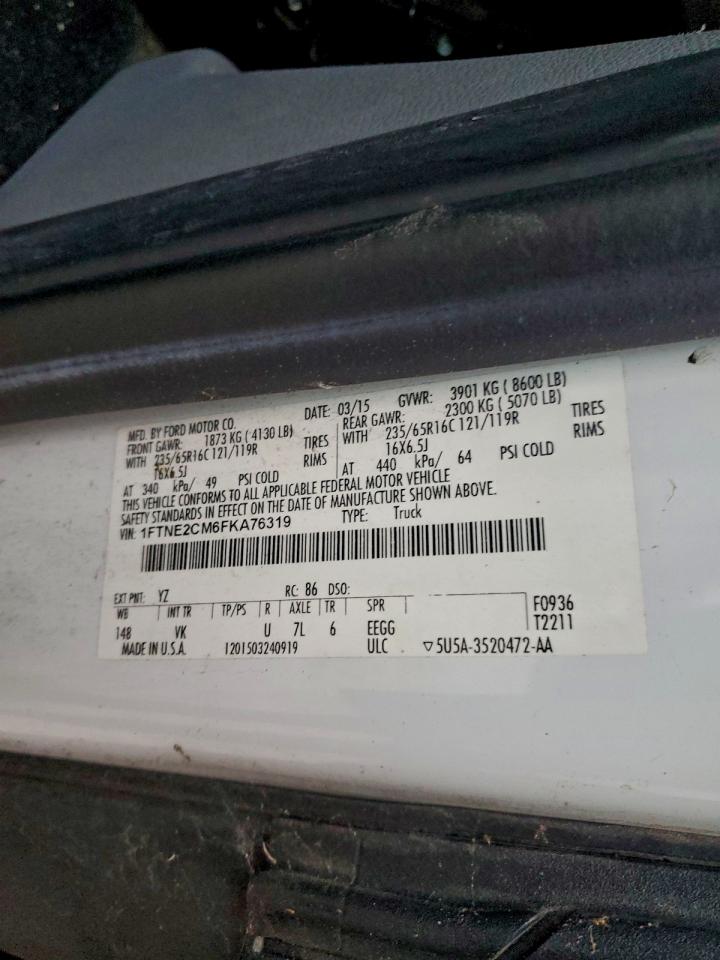 MFD. BY FORD MOTOR CO.
DATE: 03/15 GVWR: 3901 KG ( 8600 LB)
FRONT GAWR: 1873 KG ( 4130 LB)
WITH 235/65R16C 121/119R TIRES
16X6.5J RIMS
AT 340 kPa/ 49 PSI COLD
REAR GAWR: 2300 KG ( 5070 LB)
WITH 235/65R16C 121/119R TIRES
16X6.5J RIMS
AT 440 kPa/ 64 PSI COLD
THIS VEHICLE CONFORMS TO ALL APPLICABLE FEDERAL MOTOR VEHICLE
SAFETY STANDARDS IN EFFECT ON THE DATE OF MANUFACTURE SHOWN ABOVE.
VIN: 1FTNE2CM6FKA76319 TYPE: Truck
EXT PNT: YZ RC: 86 DSO:
WB INT TR TP/PS R AXLE TR SPR F0936
148 VK U 7L 6 EEGG T2211
MADE IN U.S.A. I201503240919 ULC ▽5U5A-3520472-AA